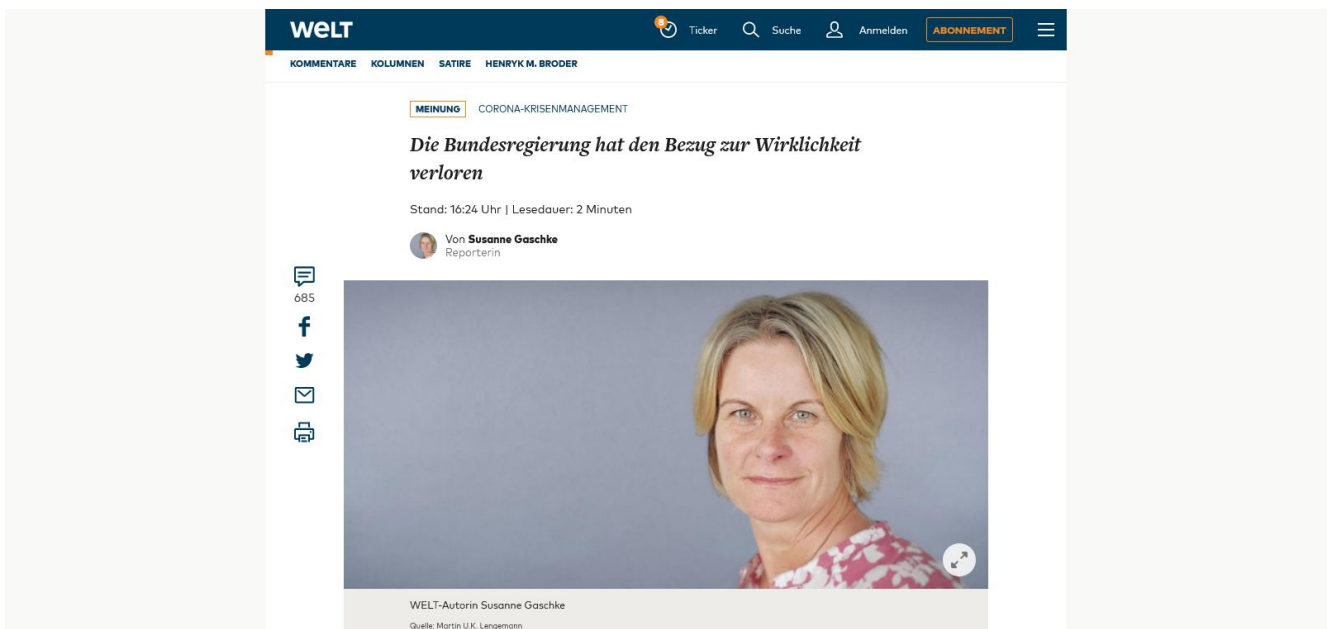 WELT
8
Ticker
Suche
Anmelden
ABONNEMENT
KOMMENTARE KOLUMNEN SATIRE HENRYK M. BRODER
MEINUNG CORONA-KRISENMANAGEMENT
Die Bundesregierung hat den Bezug zur Wirklichkeit
verloren
Stand: 16:24 Uhr | Lesedauer: 2 Minuten
Von Susanne Gaschke
Reporterin
685
WELT-Autorin Susanne Gaschke
Quelle: Martin U.K. Lengemann